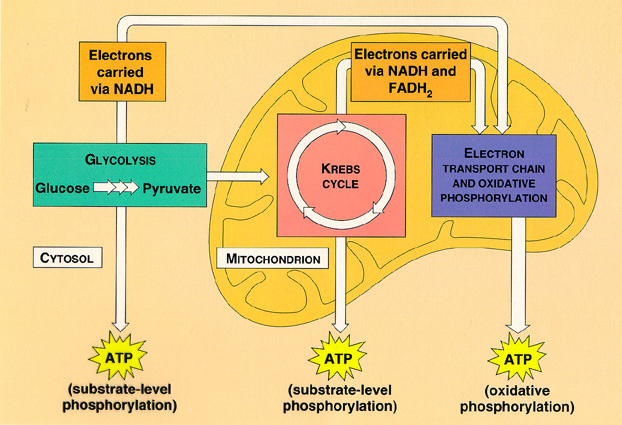 Electrons
carried
via NADH
Electrons carried
via NADH and
FADH₂
GLYCOLYSIS
Glucose Pyruvate
KREBS
CYCLE
ELECTRON
TRANSPORT CHAIN
AND OXIDATIVE
PHOSPHORYLATION
CYTOSOL
MITOCHONDRION
ATP
(substrate-level
phosphorylation)
ATP
(substrate-level
phosphorylation)
ATP
(oxidative
phosphorylation)